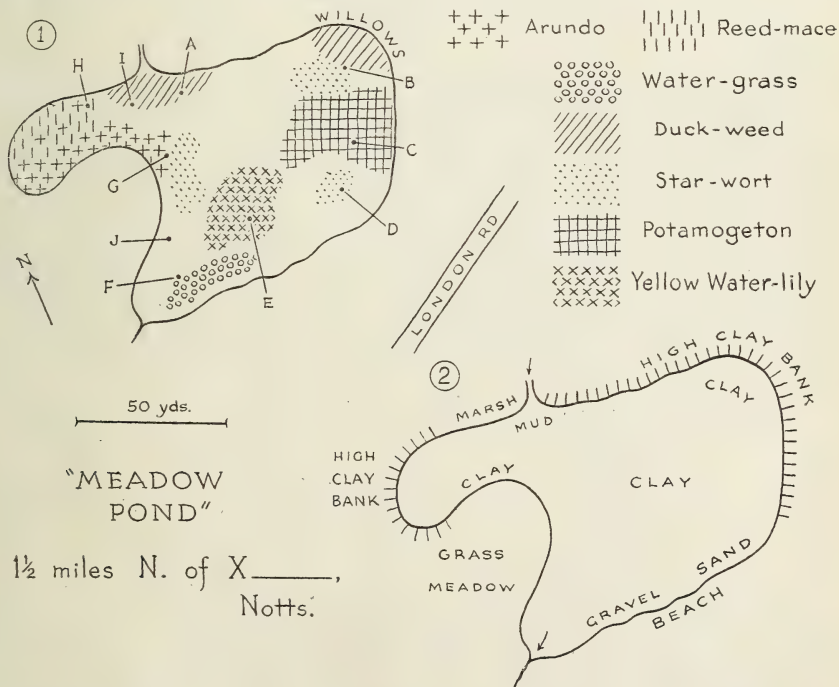 1
WILLOWS
H
I
A
B
C
G
D
J
F
E
N
LONDON RD
50 yds.
"MEADOW
POND"
1½ miles N. of X______,
Notts.
Arundo
Reed-mace
Water-grass
Duck-weed
Star-wort
Potamogeton
Yellow Water-lily
2
HIGH CLAY BANK
MARSH
MUD
CLAY
HIGH
CLAY
BANK
CLAY
CLAY
GRASS
MEADOW
GRAVEL SAND
BEACH